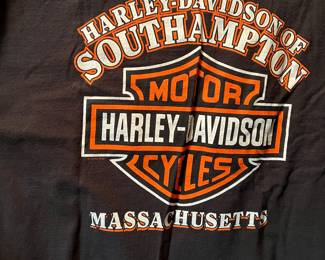 HARLEY-DAVIDSON OF
SOUTHAMPTON
MOTOR
HARLEY-DAVIDSON
CYCLES
MASSACHUSETTS